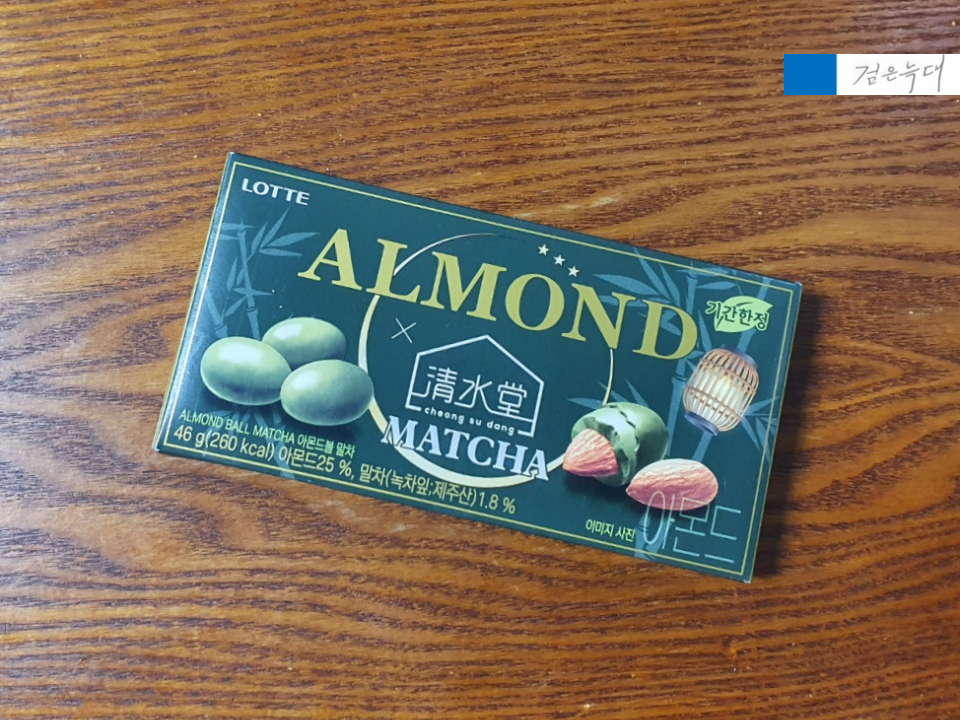 검은늑대
LOTTE
ALMOND
기간한정
×
清水堂
cheong su dang
MATCHA
ALMOND BALL MATCHA 아몬드볼 말차
46 g(260 kcal) 아몬드25 %, 말차(녹차잎;제주산)1.8 %
이미지 사진
아몬드